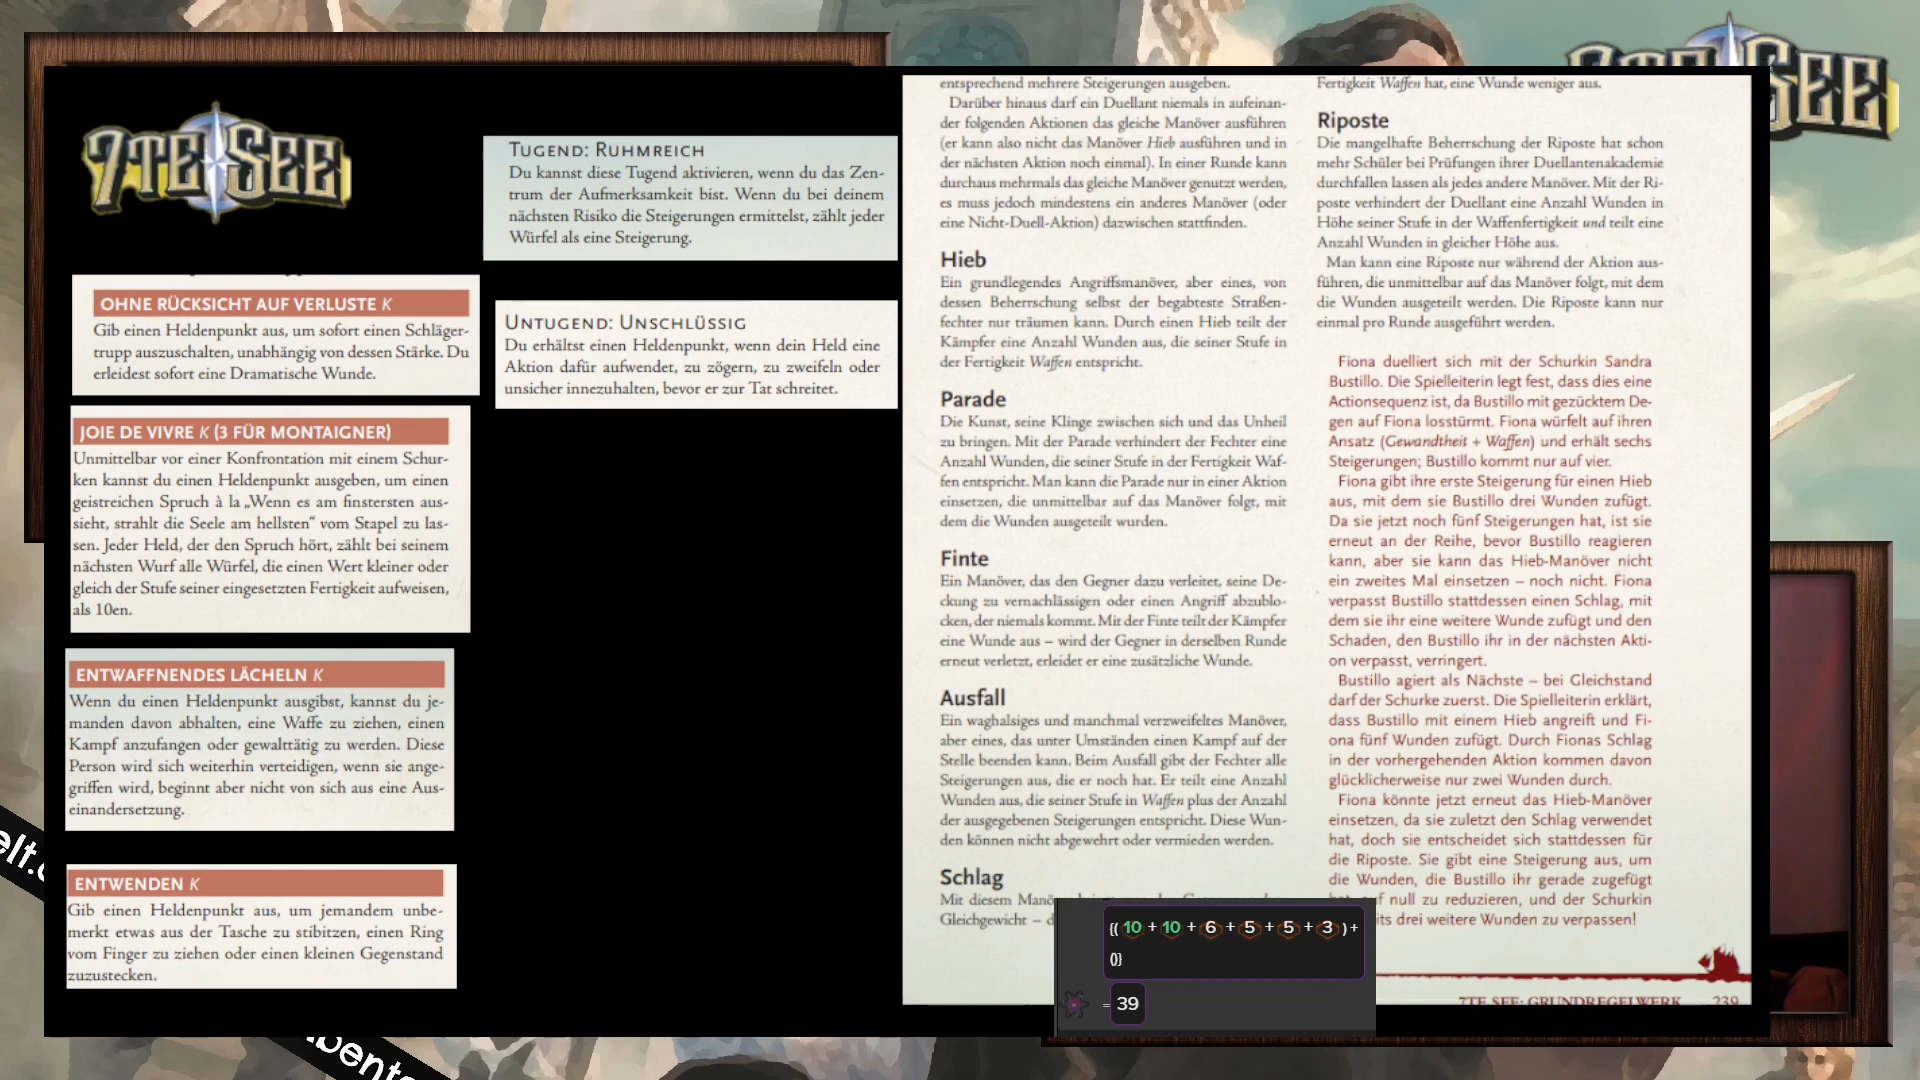 7TE SEE
7TE SEE
OHNE RÜCKSICHT AUF VERLUSTE K
Gib einen Heldenpunkt aus, um sofort einen Schläger-
trupp auszuschalten, unabhängig von dessen Stärke. Du
erleidest sofort eine Dramatische Wunde.
JOIE DE VIVRE K (3 FÜR MONTAIGNER)
Unmittelbar vor einer Konfrontation mit einem Schur-
ken kannst du einen Heldenpunkt ausgeben, um einen
geistreichen Spruch à la „Wenn es am finstersten aus-
sieht, strahlt die Seele am hellsten“ vom Stapel zu las-
sen. Jeder Held, der den Spruch hört, zählt bei seinem
nächsten Wurf alle Würfel, die einen Wert kleiner oder
gleich der Stufe seiner eingesetzten Fertigkeit aufweisen,
als 10en.
ENTWAFFNENDES LÄCHELN K
Wenn du einen Heldenpunkt ausgibst, kannst du je-
manden davon abhalten, eine Waffe zu ziehen, einen
Kampf anzufangen oder gewalttätig zu werden. Diese
Person wird sich weiterhin verteidigen, wenn sie ange-
griffen wird, beginnt aber nicht von sich aus eine Aus-
einandersetzung.
ENTWENDEN K
Gib einen Heldenpunkt aus, um jemandem unbe-
merkt etwas aus der Tasche zu stibitzen, einen Ring
vom Finger zu ziehen oder einen kleinen Gegenstand
zuzustecken.
TUGEND: RUHMREICH
Du kannst diese Tugend aktivieren, wenn du das Zen-
trum der Aufmerksamkeit bist. Wenn du bei deinem
nächsten Risiko die Steigerungen ermittelst, zählt jeder
Würfel als eine Steigerung.
UNTUGEND: UNSCHLÜSSIG
Du erhältst einen Heldenpunkt, wenn dein Held eine
Aktion dafür aufwendet, zu zögern, zu zweifeln oder
unsicher innezuhalten, bevor er zur Tat schreitet.
entsprechend mehrere Steigerungen ausgeben.
Darüber hinaus darf ein Duellant niemals in aufeinan-
der folgenden Aktionen das gleiche Manöver ausführen
(er kann also nicht das Manöver Hieb ausführen und in
der nächsten Aktion noch einmal). In einer Runde kann
durchaus mehrmals das gleiche Manöver genutzt werden,
es muss jedoch mindestens ein anderes Manöver (oder
eine Nicht-Duell-Aktion) dazwischen stattfinden.
Hieb
Ein grundlegendes Angriffsmanöver, aber eines, von
dessen Beherrschung selbst der begabteste Straßen-
fechter nur träumen kann. Durch einen Hieb teilt der
Kämpfer eine Anzahl Wunden aus, die seiner Stufe in
der Fertigkeit Waffen entspricht.
Parade
Die Kunst, seine Klinge zwischen sich und das Unheil
zu bringen. Mit der Parade verhindert der Fechter eine
Anzahl Wunden, die seiner Stufe in der Fertigkeit Waf-
fen entspricht. Man kann die Parade nur in einer Aktion
einsetzen, die unmittelbar auf das Manöver folgt, mit
dem die Wunden ausgeteilt wurden.
Finte
Ein Manöver, das den Gegner dazu verleitet, seine De-
ckung zu vernachlässigen oder einen Angriff abzublo-
cken, der niemals kommt. Mit der Finte teilt der Kämpfer
eine Wunde aus – wird der Gegner in derselben Runde
erneut verletzt, erleidet er eine zusätzliche Wunde.
Ausfall
Ein waghalsiges und manchmal verzweifeltes Manöver,
aber eines, das unter Umständen einen Kampf auf der
Stelle beenden kann. Beim Ausfall gibt der Fechter alle
Steigerungen aus, die er noch hat. Er teilt eine Anzahl
Wunden aus, die seiner Stufe in Waffen plus der Anzahl
der ausgegebenen Steigerungen entspricht. Diese Wun-
den können nicht abgewehrt oder vermieden werden.
Schlag
Mit diesem Manö
Gleichgewicht – d
Fertigkeit Waffen hat, eine Wunde weniger aus.
Riposte
Die mangelhafte Beherrschung der Riposte hat schon
mehr Schüler bei Prüfungen ihrer Duellantenakademie
durchfallen lassen als jedes andere Manöver. Mit der Ri-
poste verhindert der Duellant eine Anzahl Wunden in
Höhe seiner Stufe in der Waffenfertigkeit und teilt eine
Anzahl Wunden in gleicher Höhe aus.
Man kann eine Riposte nur während der Aktion aus-
führen, die unmittelbar auf das Manöver folgt, mit dem
die Wunden ausgeteilt werden. Die Riposte kann nur
einmal pro Runde ausgeführt werden.
Fiona duelliert sich mit der Schurkin Sandra
Bustillo. Die Spielleiterin legt fest, dass dies eine
Actionsequenz ist, da Bustillo mit gezücktem De-
gen auf Fiona losstürmt. Fiona würfelt auf ihren
Ansatz (Gewandtheit + Waffen) und erhält sechs
Steigerungen; Bustillo kommt nur auf vier.
Fiona gibt ihre erste Steigerung für einen Hieb
aus, mit dem sie Bustillo drei Wunden zufügt.
Da sie jetzt noch fünf Steigerungen hat, ist sie
erneut an der Reihe, bevor Bustillo reagieren
kann, aber sie kann das Hieb-Manöver nicht
ein zweites Mal einsetzen – noch nicht. Fiona
verpasst Bustillo stattdessen einen Schlag, mit
dem sie ihr eine weitere Wunde zufügt und den
Schaden, den Bustillo ihr in der nächsten Akti-
on verpasst, verringert.
Bustillo agiert als Nächste – bei Gleichstand
darf der Schurke zuerst. Die Spielleiterin erklärt,
dass Bustillo mit einem Hieb angreift und Fi-
ona fünf Wunden zufügt. Durch Fionas Schlag
in der vorhergehenden Aktion kommen davon
glücklicherweise nur zwei Wunden durch.
Fiona könnte jetzt erneut das Hieb-Manöver
einsetzen, da sie zuletzt den Schlag verwendet
hat, doch sie entscheidet sich stattdessen für
die Riposte. Sie gibt eine Steigerung aus, um
die Wunden, die Bustillo ihr gerade zugefügt
hat, auf null zu reduzieren, und der Schurkin
its drei weitere Wunden zu verpassen!
7TE SEE: GRUNDREGELWERK 239
{( 10 + 10 + 6 + 5 + 5 + 3 ) +
()}
= 39